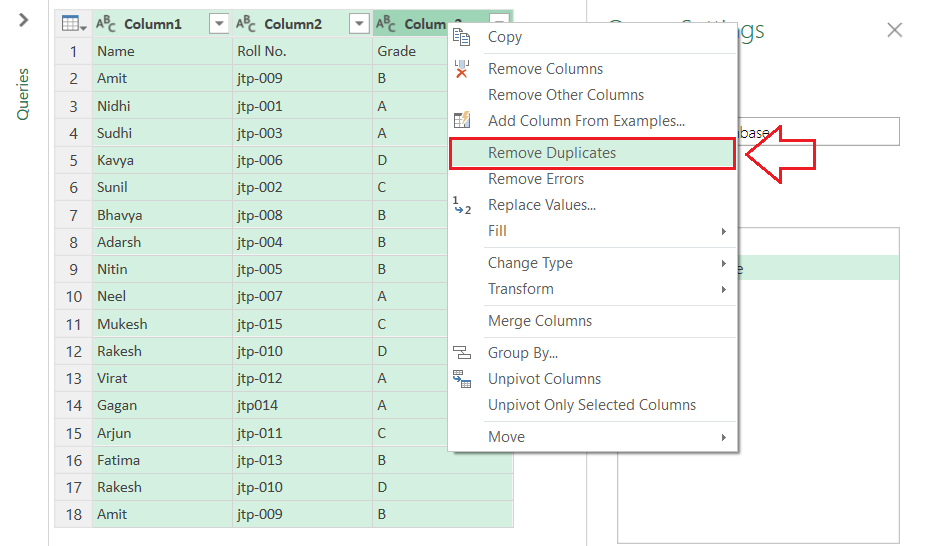 Queries
ABC Column1 ABC Column2 ABC Colum
1 Name Roll No. Grade
2 Amit jtp-009 B
3 Nidhi jtp-001 A
4 Sudhi jtp-003 A
5 Kavya jtp-006 D
6 Sunil jtp-002 C
7 Bhavya jtp-008 B
8 Adarsh jtp-004 B
9 Nitin jtp-005 B
10 Neel jtp-007 A
11 Mukesh jtp-015 C
12 Rakesh jtp-010 D
13 Virat jtp-012 A
14 Gagan jtp014 A
15 Arjun jtp-011 C
16 Fatima jtp-013 B
17 Rakesh jtp-010 D
18 Amit jtp-009 B
Copy
Remove Columns
Remove Other Columns
Add Column From Examples...
Remove Duplicates
Remove Errors
1 2 Replace Values...
Fill
Change Type
Transform
Merge Columns
Group By...
Unpivot Columns
Unpivot Only Selected Columns
Move